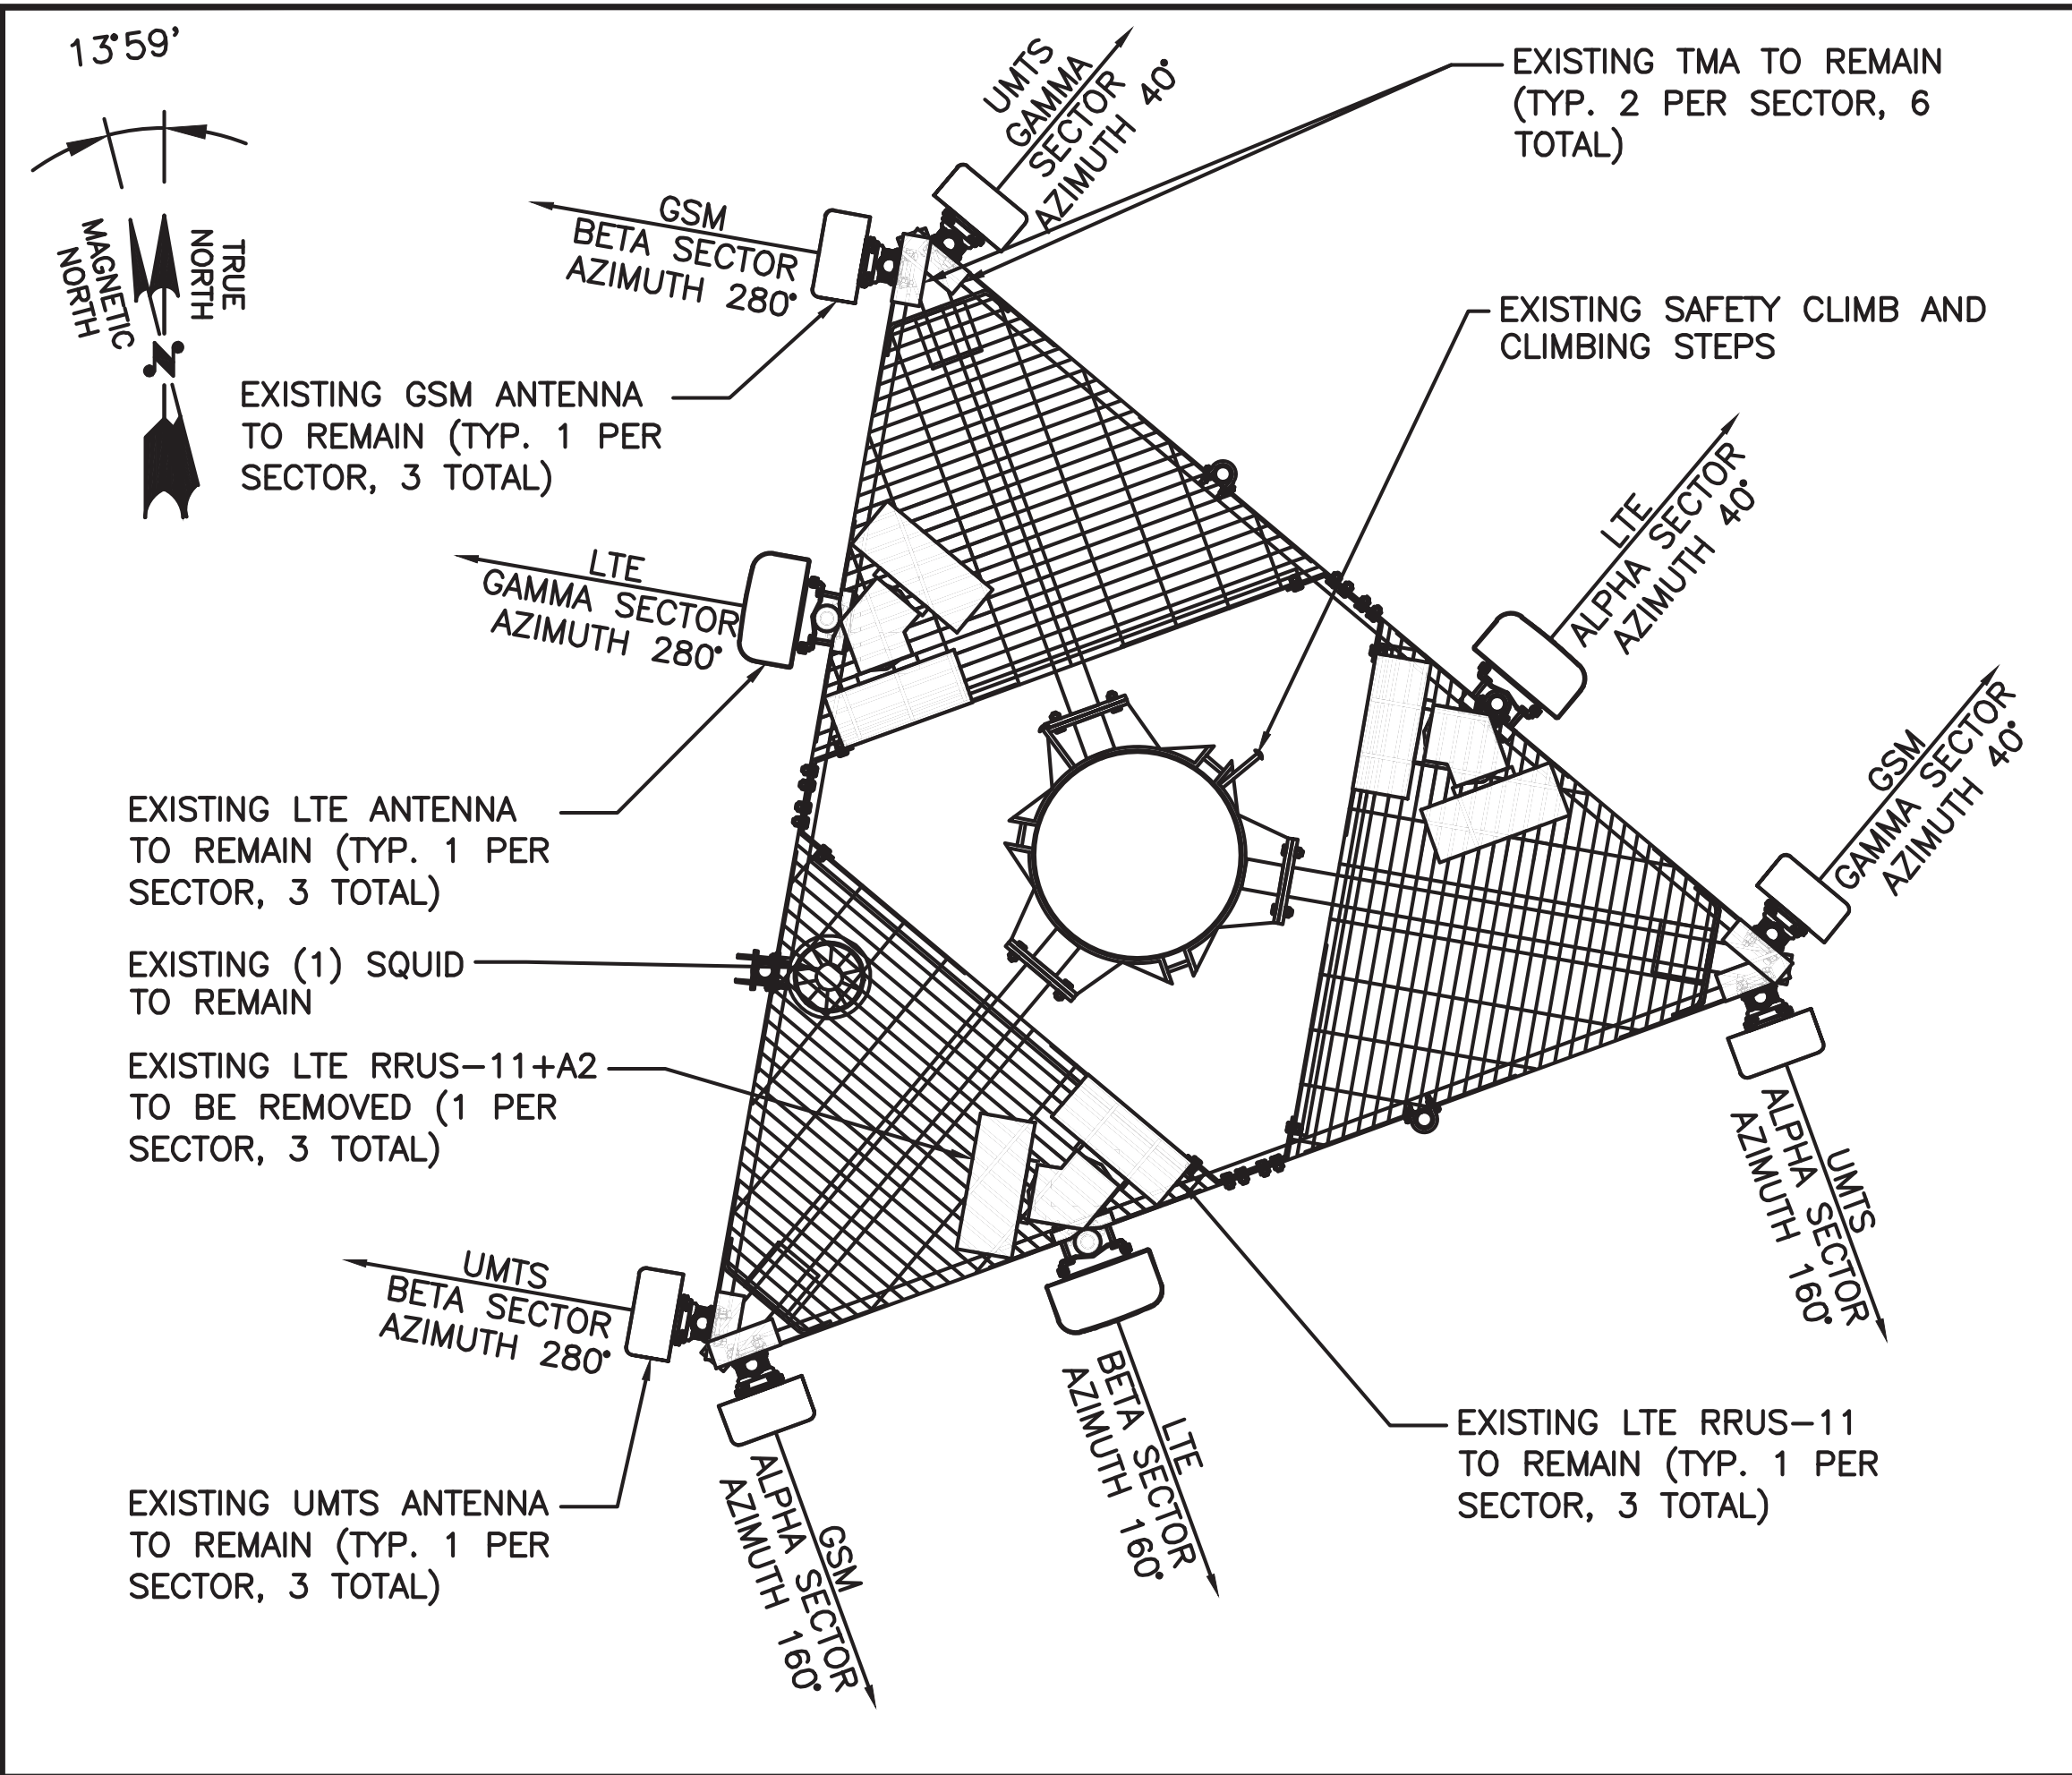 13°59'
TRUE
NORTH
MAGNETIC
NORTH
N
UMTS
GAMMA
SECTOR
AZIMUTH 40°
EXISTING TMA TO REMAIN
(TYP. 2 PER SECTOR, 6
TOTAL)
GSM
BETA SECTOR
AZIMUTH 280°
EXISTING SAFETY CLIMB AND
CLIMBING STEPS
EXISTING GSM ANTENNA
TO REMAIN (TYP. 1 PER
SECTOR, 3 TOTAL)
LTE
ALPHA SECTOR
AZIMUTH 40°
LTE
GAMMA SECTOR
AZIMUTH 280°
GSM
GAMMA SECTOR
AZIMUTH 40°
EXISTING LTE ANTENNA
TO REMAIN (TYP. 1 PER
SECTOR, 3 TOTAL)
EXISTING (1) SQUID
TO REMAIN
EXISTING LTE RRUS-11+A2
TO BE REMOVED (1 PER
SECTOR, 3 TOTAL)
UMTS
ALPHA SECTOR
AZIMUTH 160°
UMTS
BETA SECTOR
AZIMUTH 280°
LTE
BETA SECTOR
AZIMUTH 160°
EXISTING LTE RRUS-11
TO REMAIN (TYP. 1 PER
SECTOR, 3 TOTAL)
EXISTING UMTS ANTENNA
TO REMAIN (TYP. 1 PER
SECTOR, 3 TOTAL)
GSM
ALPHA SECTOR
AZIMUTH 160°